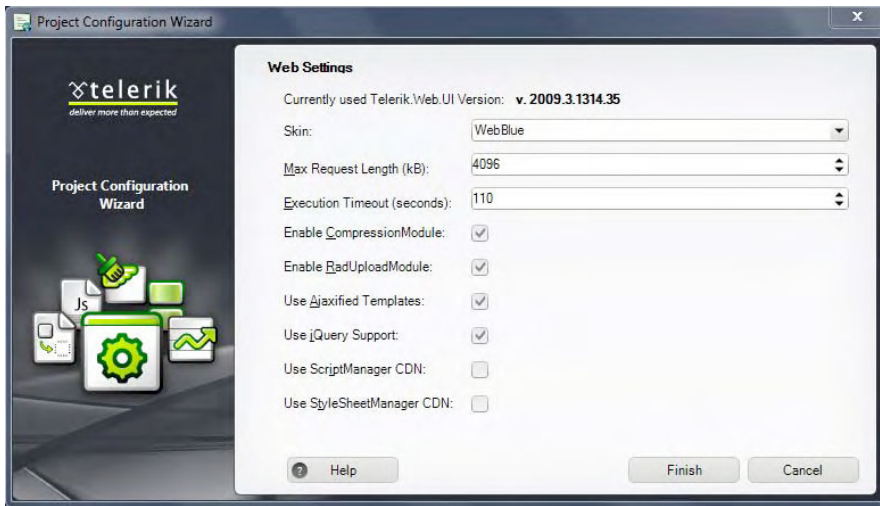 Project Configuration Wizard
x
telerik
deliver more than expected
Project Configuration
Wizard
Js
Web Settings
Currently used Telerik.Web.UI Version: v. 2009.3.1314.35
Skin: WebBlue
Max Request Length (kB): 4096
Execution Timeout (seconds): 110
Enable CompressionModule:
Enable RadUploadModule:
Use Ajaxified Templates:
Use jQuery Support:
Use ScriptManager CDN:
Use StyleSheetManager CDN:
? Help
Finish
Cancel